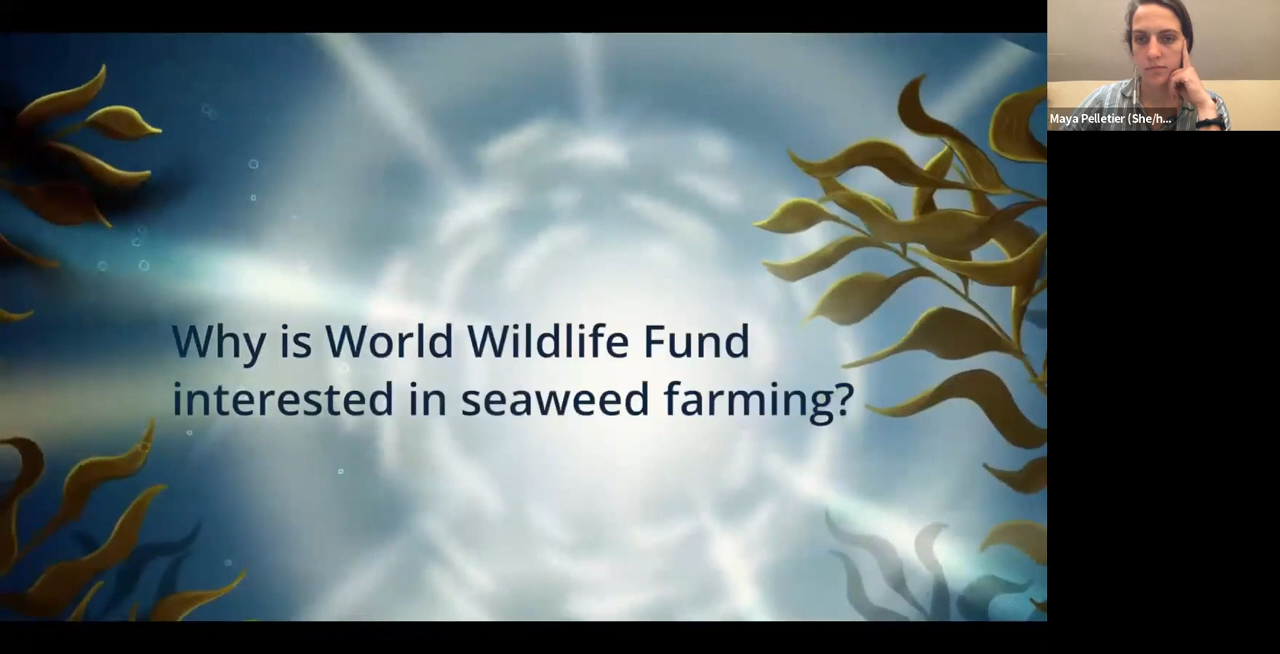 Why is World Wildlife Fund
interested in seaweed farming?
Maya Pelletier (She/h...